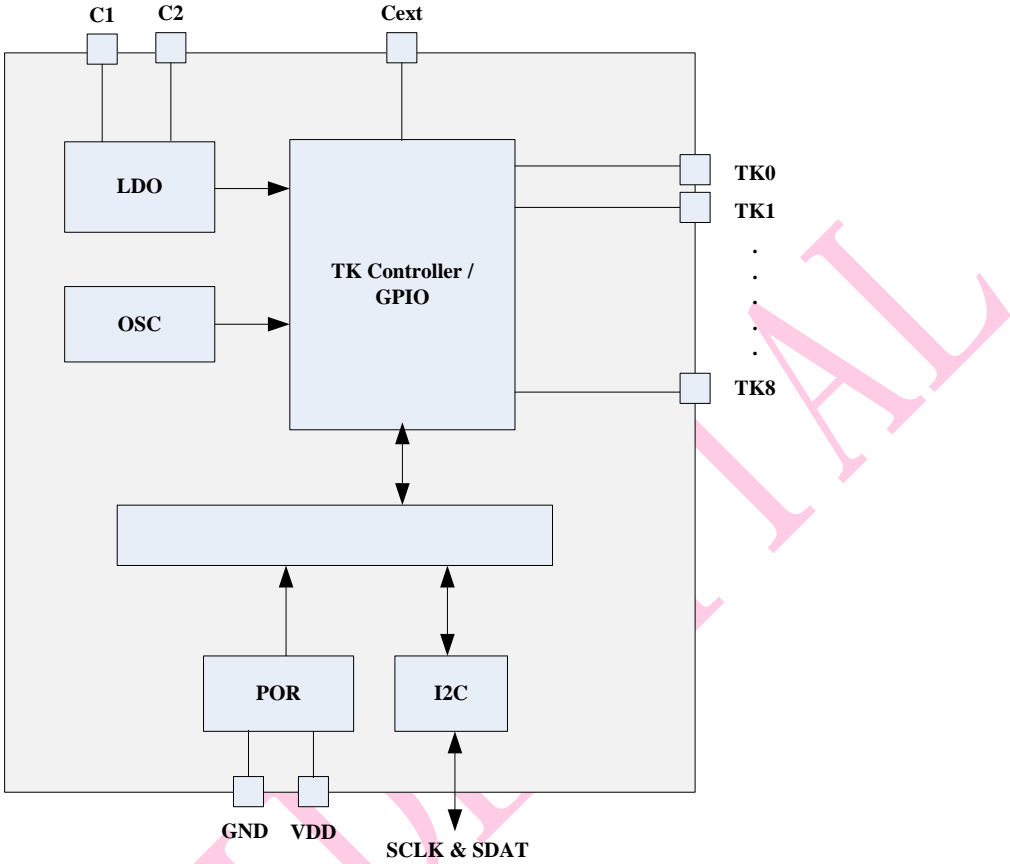 C1
C2
Cext
LDO
TK0
TK1
TK Controller /
GPIO
OSC
TK8
POR
I2C
GND
VDD
SCLK & SDAT